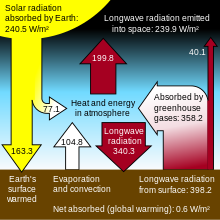 Solar radiation
absorbed by Earth:
240.5 W/m²
Longwave radiation emitted
into space: 239.9 W/m²
199.8
40.1
77.1
Heat and energy
in atmosphere
Absorbed by
greenhouse
gases: 358.2
163.3
104.8
Longwave
radiation
340.3
Earth's
surface
warmed
Evaporation
and convection
Longwave radiation
from surface: 398.2
Net absorbed (global warming): 0.6 W/m²